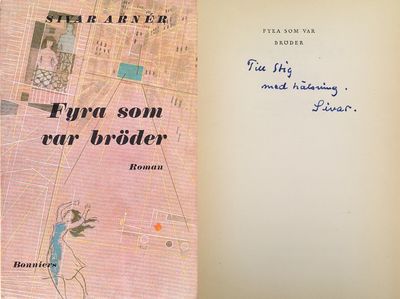 SIVAR ARNÉR
Fyra som
var bröder
Roman
Bonniers
FYRA SOM VAR
BRÖDER
Till Stig
med hälsning.
Sivar.